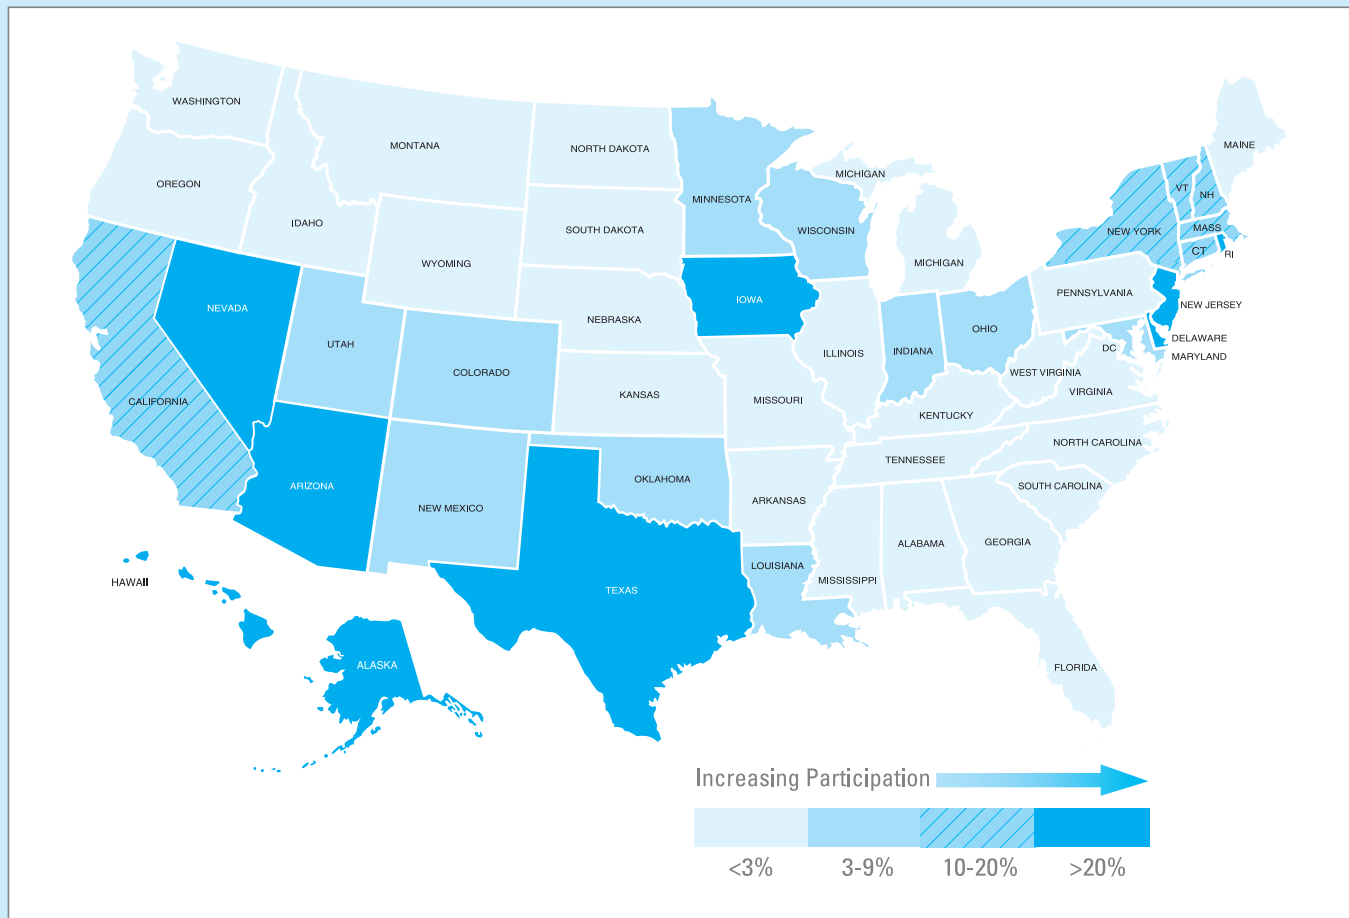 WASHINGTON
MONTANA
NORTH DAKOTA
MICHIGAN
MAINE
OREGON
IDAHO
MINNESOTA
VT
NH
SOUTH DAKOTA
WISCONSIN
NEW YORK
MASS
WYOMING
MICHIGAN
CT
RI
NEVADA
IOWA
PENNSYLVANIA
NEW JERSEY
NEBRASKA
UTAH
ILLINOIS
INDIANA
OHIO
DELAWARE
DC
MARYLAND
COLORADO
WEST VIRGINIA
CALIFORNIA
KANSAS
MISSOURI
VIRGINIA
KENTUCKY
NORTH CAROLINA
TENNESSEE
ARIZONA
OKLAHOMA
SOUTH CAROLINA
NEW MEXICO
ARKANSAS
ALABAMA
GEORGIA
LOUISIANA
HAWAII
MISSISSIPPI
TEXAS
ALASKA
FLORIDA
Increasing Participation
<3%
3-9%
10-20%
>20%